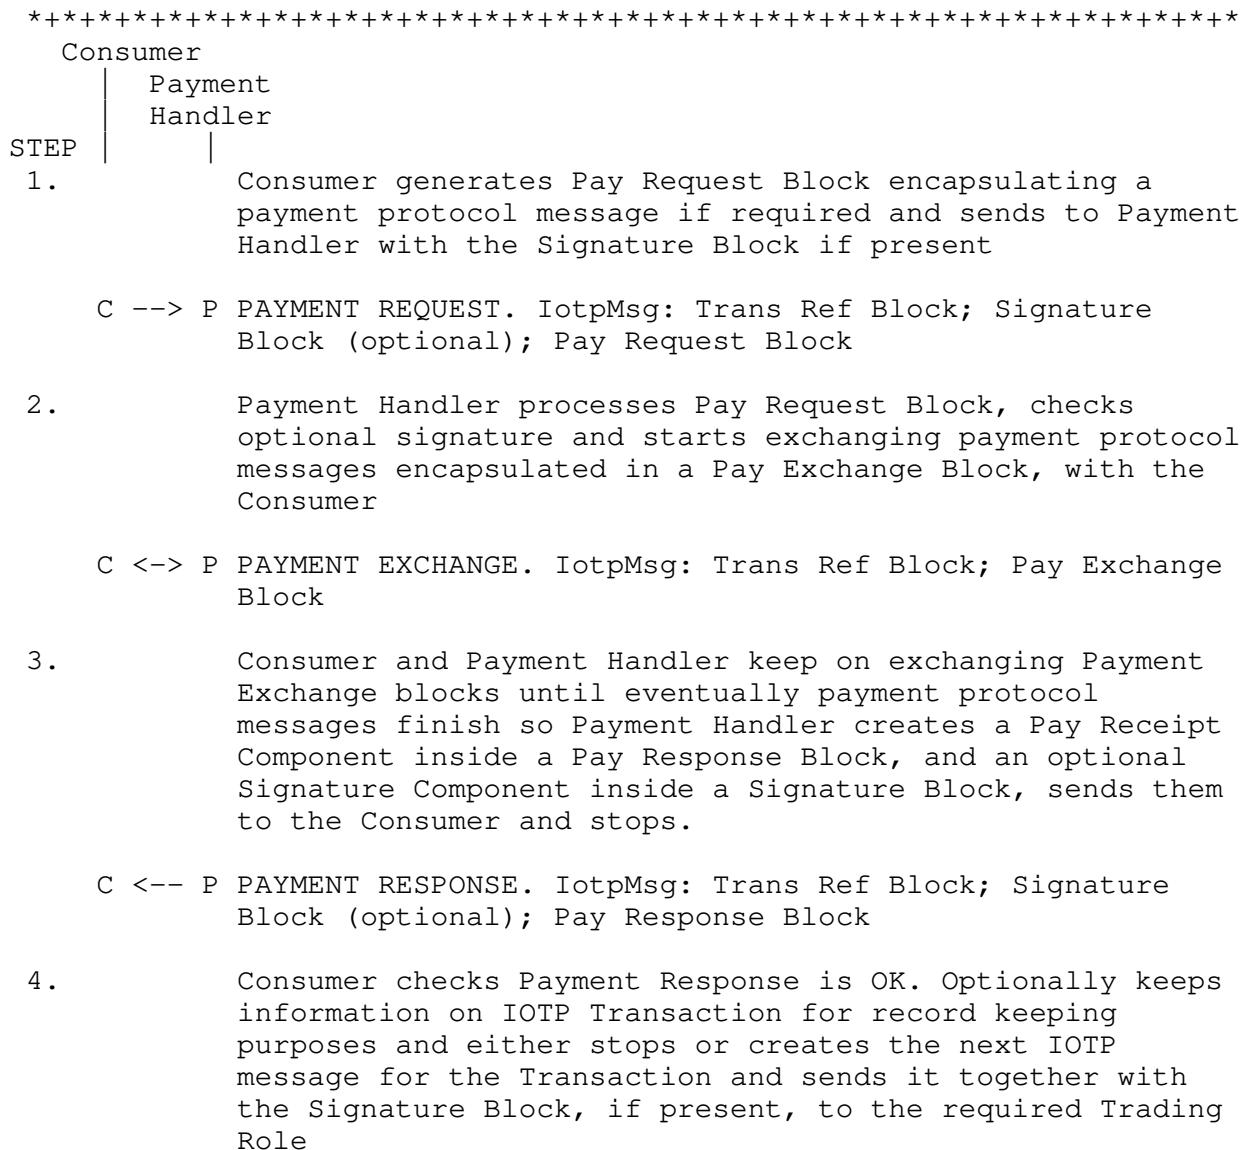 *+*+*+*+*+*+*+*+*+*+*+*+*+*+*+*+*+*+*+*+*+*+*+*+*+*+*+*+*+*+*+*+*+*+*
Consumer
| Payment
| Handler
STEP | |
1. Consumer generates Pay Request Block encapsulating a
payment protocol message if required and sends to Payment
Handler with the Signature Block if present
C --> P PAYMENT REQUEST. IotpMsg: Trans Ref Block; Signature
Block (optional); Pay Request Block
2. Payment Handler processes Pay Request Block, checks
optional signature and starts exchanging payment protocol
messages encapsulated in a Pay Exchange Block, with the
Consumer
C <-> P PAYMENT EXCHANGE. IotpMsg: Trans Ref Block; Pay Exchange
Block
3. Consumer and Payment Handler keep on exchanging Payment
Exchange blocks until eventually payment protocol
messages finish so Payment Handler creates a Pay Receipt
Component inside a Pay Response Block, and an optional
Signature Component inside a Signature Block, sends them
to the Consumer and stops.
C <-- P PAYMENT RESPONSE. IotpMsg: Trans Ref Block; Signature
Block (optional); Pay Response Block
4. Consumer checks Payment Response is OK. Optionally keeps
information on IOTP Transaction for record keeping
purposes and either stops or creates the next IOTP
message for the Transaction and sends it together with
the Signature Block, if present, to the required Trading
Role